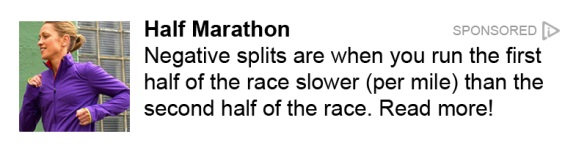 Half Marathon
SPONSORED
Negative splits are when you run the first
half of the race slower (per mile) than the
second half of the race. Read more!